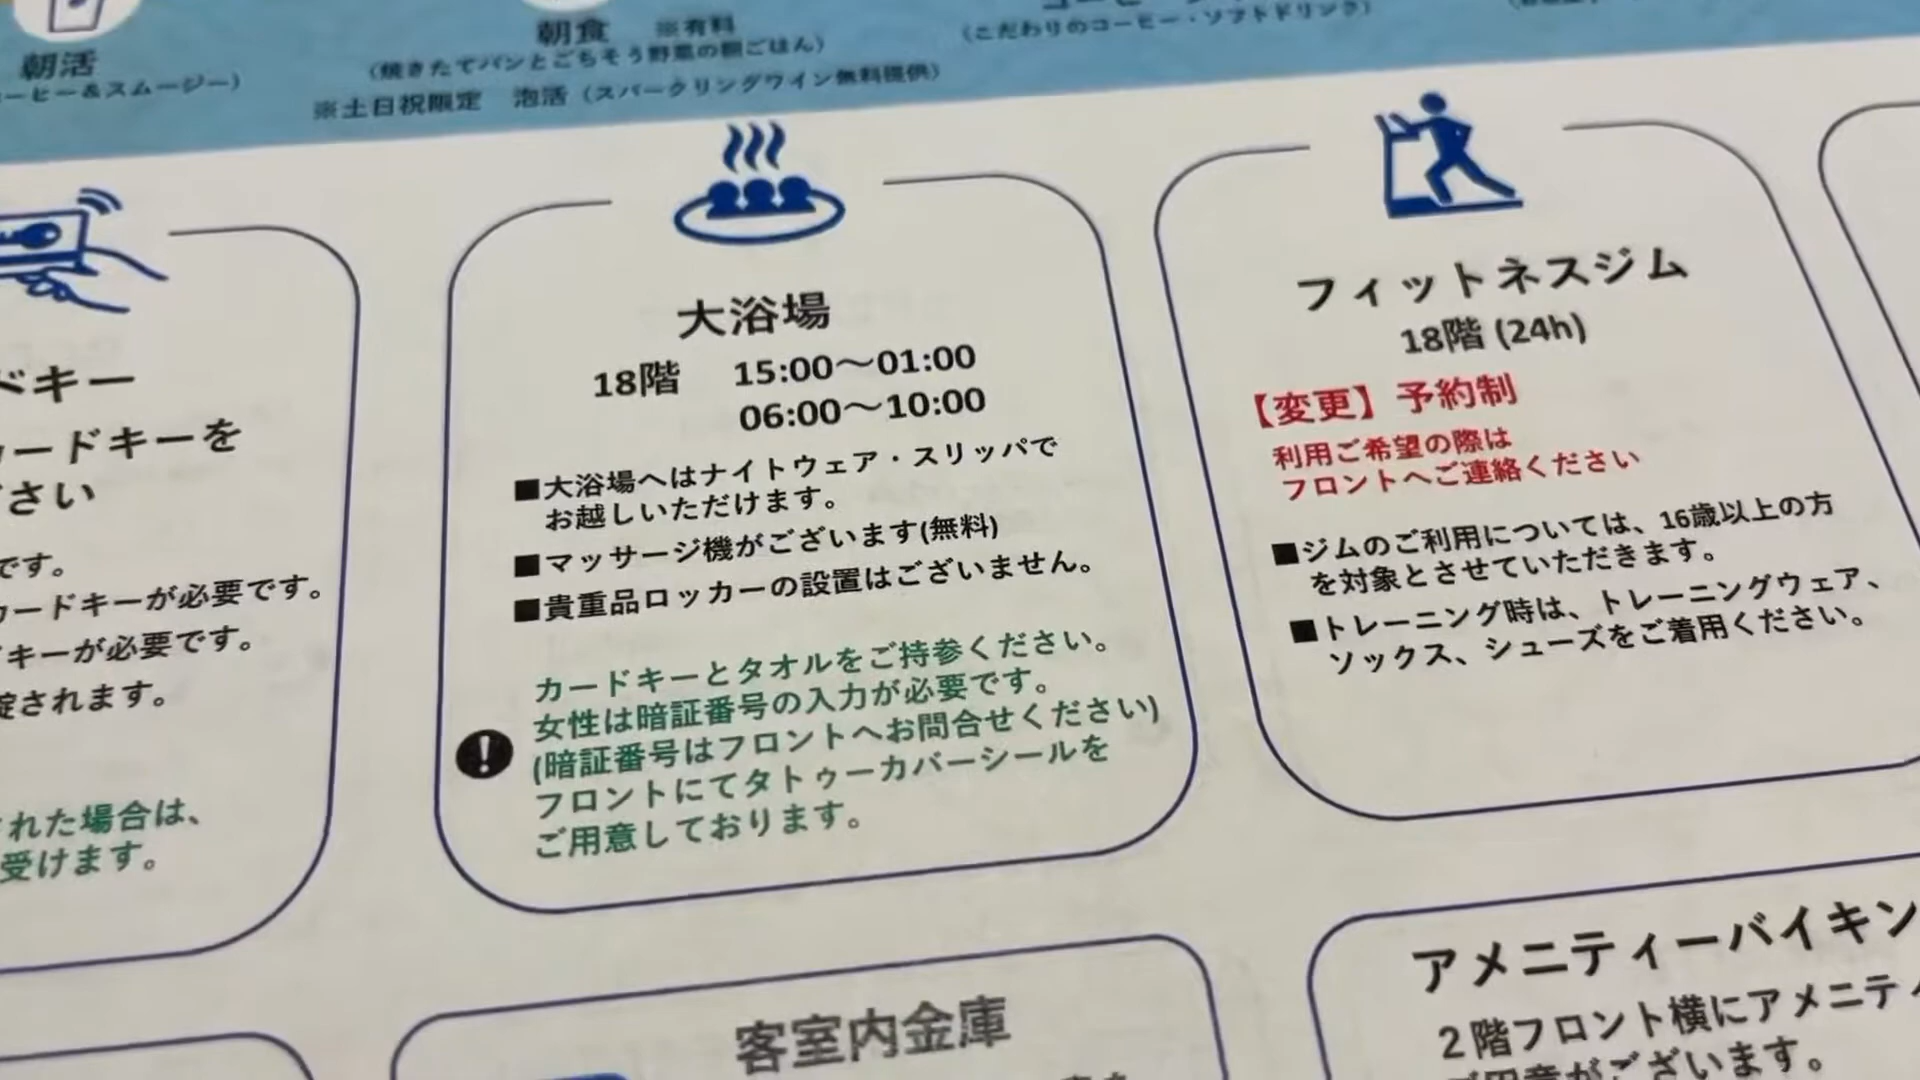 朝活
ーヒー＆スムージー）
朝食　※有料
（焼きたてパンとごちそう野菜の朝ごはん）
※土日祝限定　泡活（スパークリングワイン無料提供）
（こだわりのコーヒー・ソフトドリンク）
ドキー
カードキーを
ださい
です。
カードキーが必要です。
ドキーが必要です。
錠されます。
された場合は、
受けます。
大浴場
18階　15:00～01:00
06:00～10:00
■大浴場へはナイトウェア・スリッパで
お越しいただけます。
■マッサージ機がございます(無料)
■貴重品ロッカーの設置はございません。
カードキーとタオルをご持参ください。
女性は暗証番号の入力が必要です。
(暗証番号はフロントへお問合せください)
フロントにてタトゥーカバーシールを
ご用意しております。
フィットネスジム
18階 (24h)
【変更】予約制
利用ご希望の際は
フロントへご連絡ください
■ジムのご利用については、16歳以上の方
を対象とさせていただきます。
■トレーニング時は、トレーニングウェア、
ソックス、シューズをご着用ください。
客室内金庫
アメニティーバイキン
２階フロント横にアメニティ
ご用意がございます。